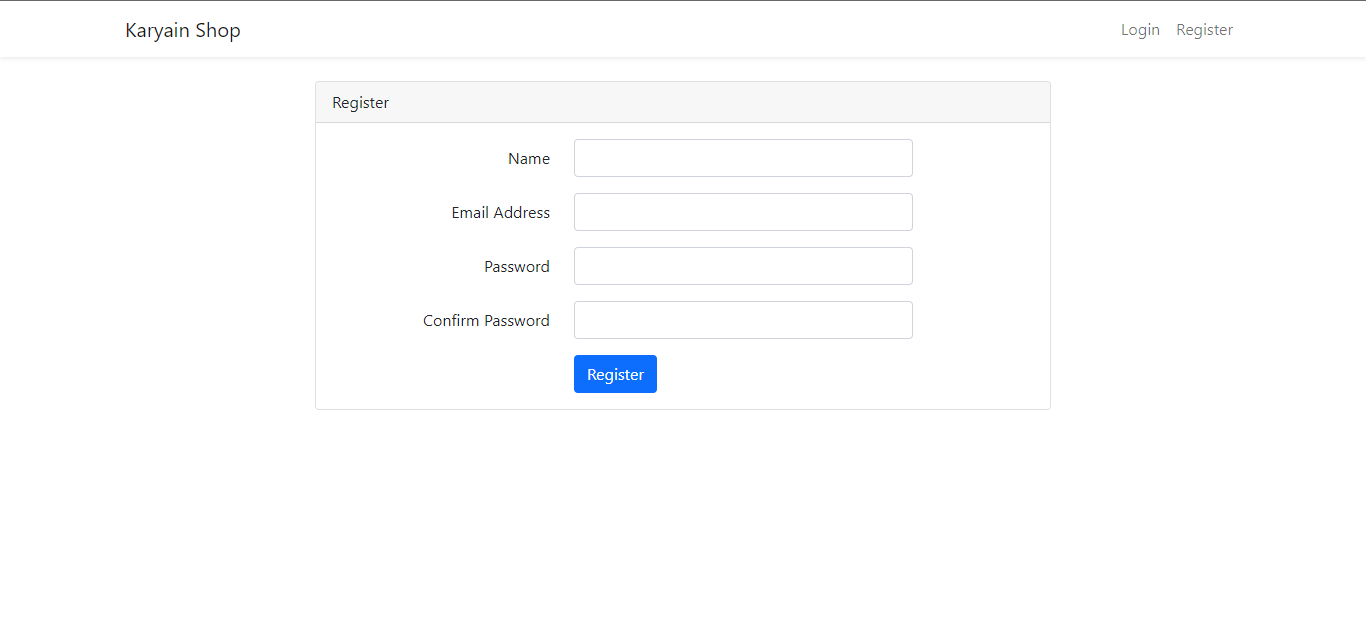 Karyain Shop
Login Register
Register
Name
Email Address
Password
Confirm Password
Register